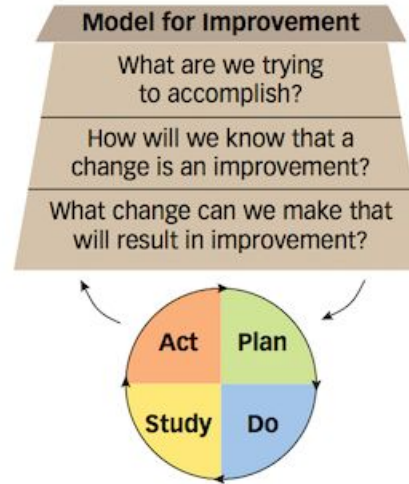 Model for Improvement
What are we trying
to accomplish?
How will we know that a
change is an improvement?
What change can we make that
will result in improvement?
Act
Plan
Study
Do